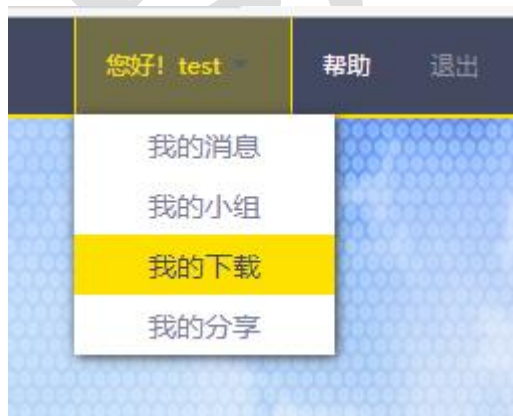 您好！test 帮助 退出
我的消息
我的小组
我的下载
我的分享